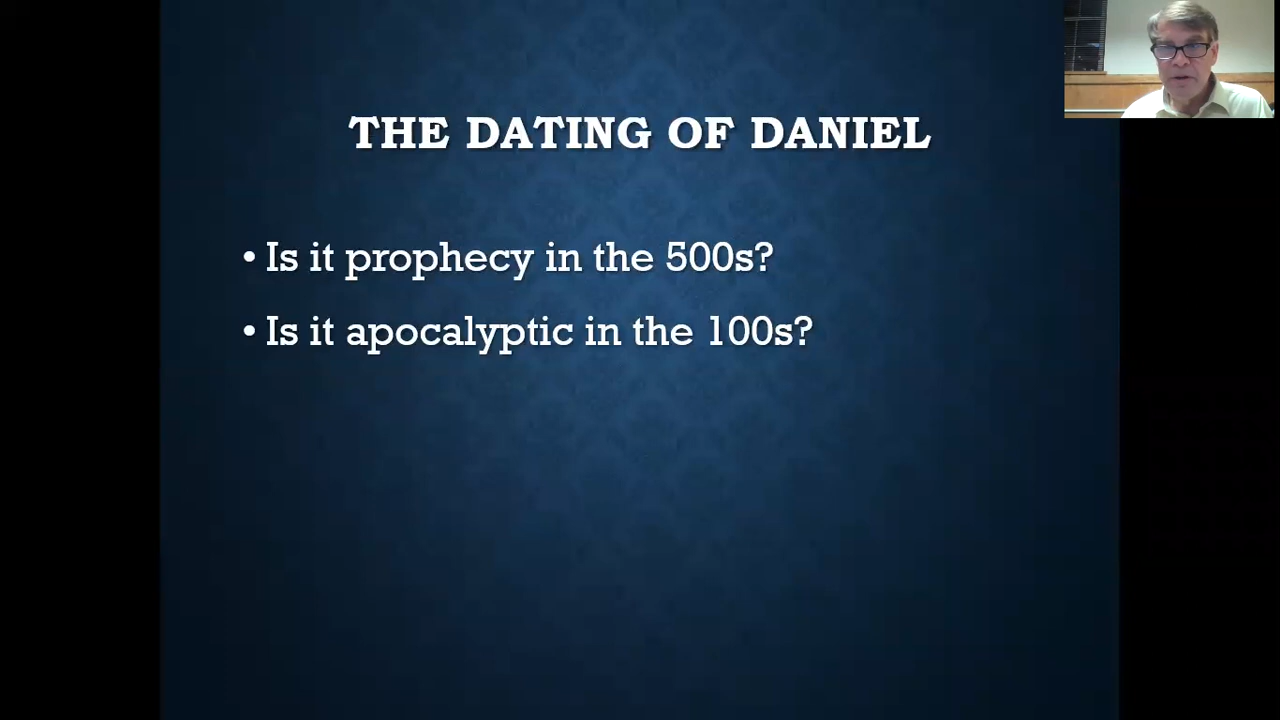 THE DATING OF DANIEL
• Is it prophecy in the 500s?
• Is it apocalyptic in the 100s?